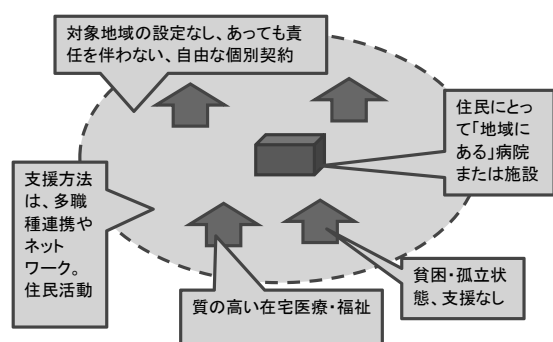 対象地域の設定なし、あっても責
任を伴わない、自由な個別契約
住民にとっ
て「地域に
ある」病院
または施設
支援方法
は、多職
種連携や
ネット
ワーク。
住民活動
貧困・孤立状
態、支援なし
質の高い在宅医療・福祉